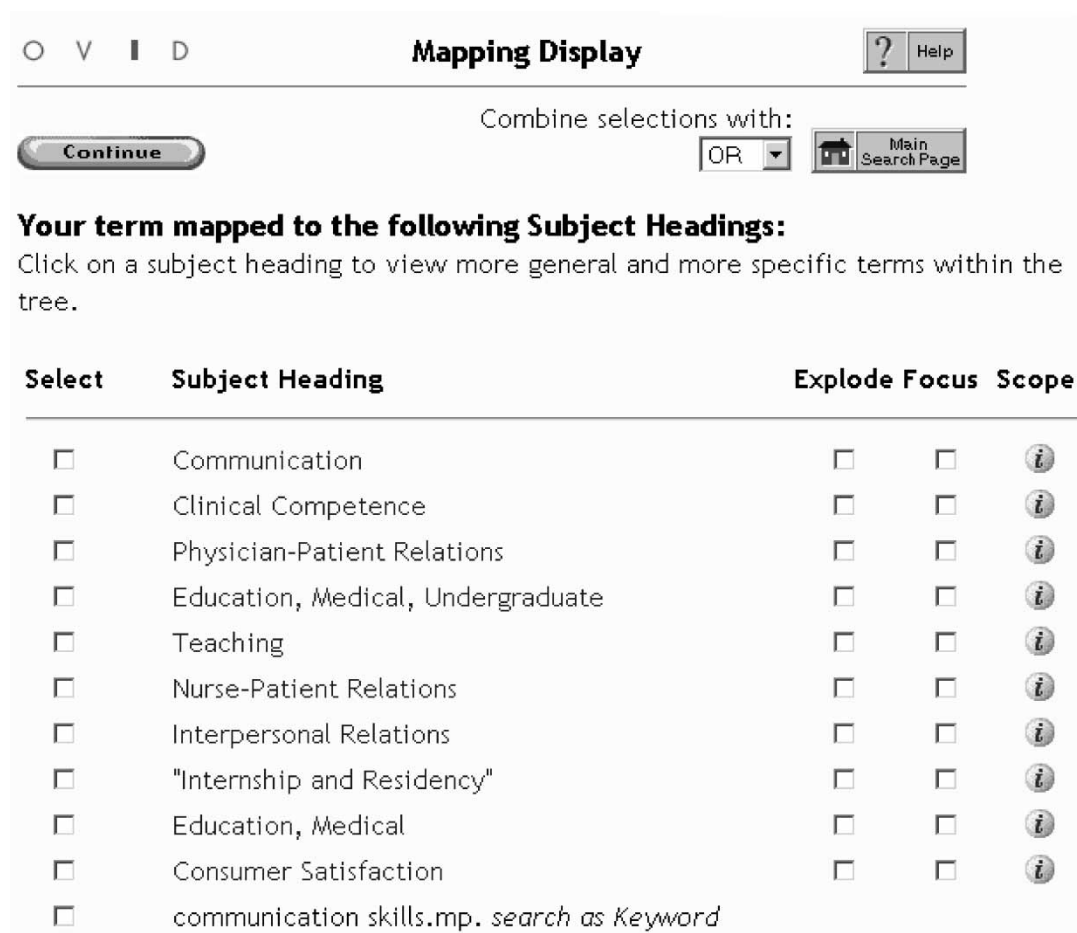 O V I D
Mapping Display
? Help
Combine selections with:
Continue
OR
Main
Search Page
Your term mapped to the following Subject Headings:
Click on a subject heading to view more general and more specific terms within the
tree.
Select Subject Heading Explode Focus Scope
Communication i
Clinical Competence i
Physician-Patient Relations i
Education, Medical, Undergraduate i
Teaching i
Nurse-Patient Relations i
Interpersonal Relations i
"Internship and Residency" i
Education, Medical i
Consumer Satisfaction i
communication skills.mp. search as Keyword